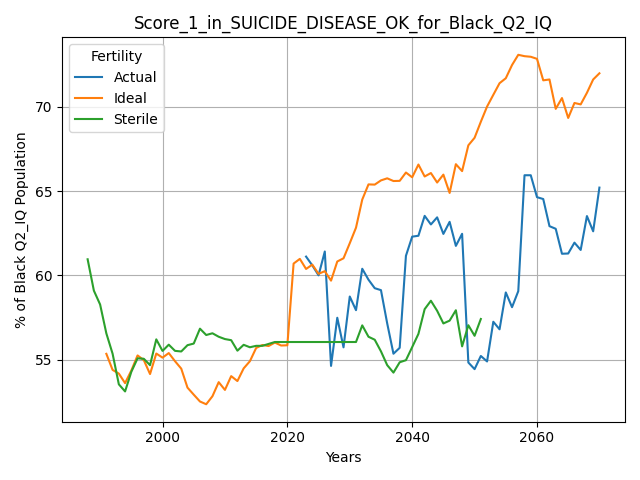 Score_1_in_SUICIDE_DISEASE_OK_for_Black_Q2_IQ
Fertility
Actual
Ideal
Sterile
% of Black Q2_IQ Population
70
65
60
55
2000
2020
2040
2060
Years